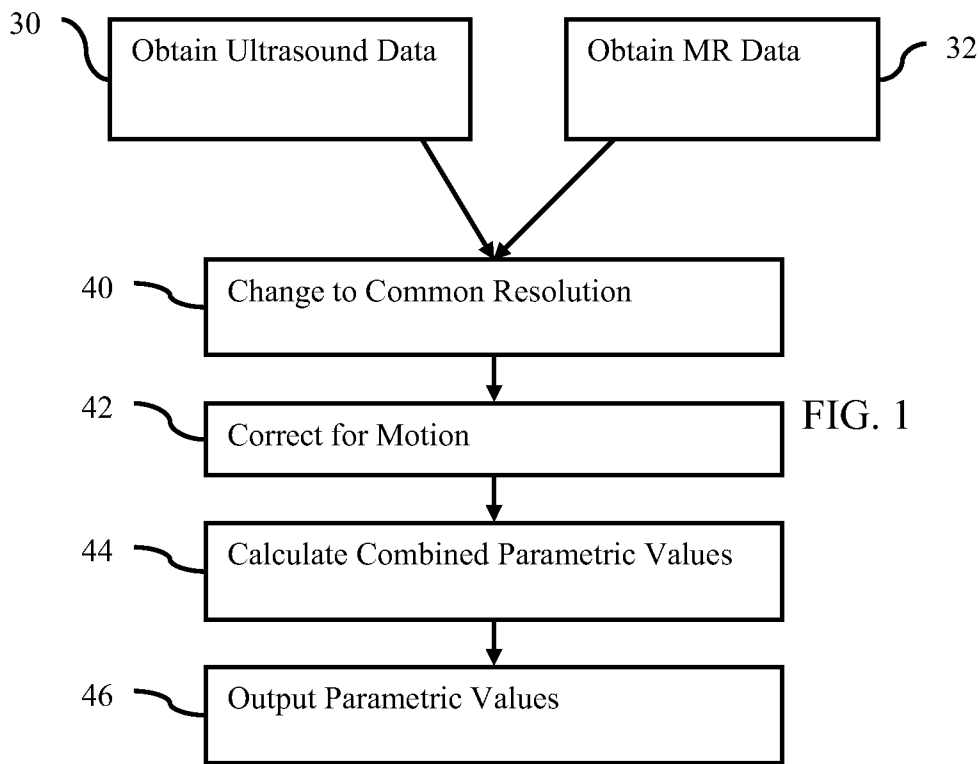 30
Obtain Ultrasound Data
Obtain MR Data
32
40
Change to Common Resolution
42
Correct for Motion
FIG. 1
44
Calculate Combined Parametric Values
46
Output Parametric Values